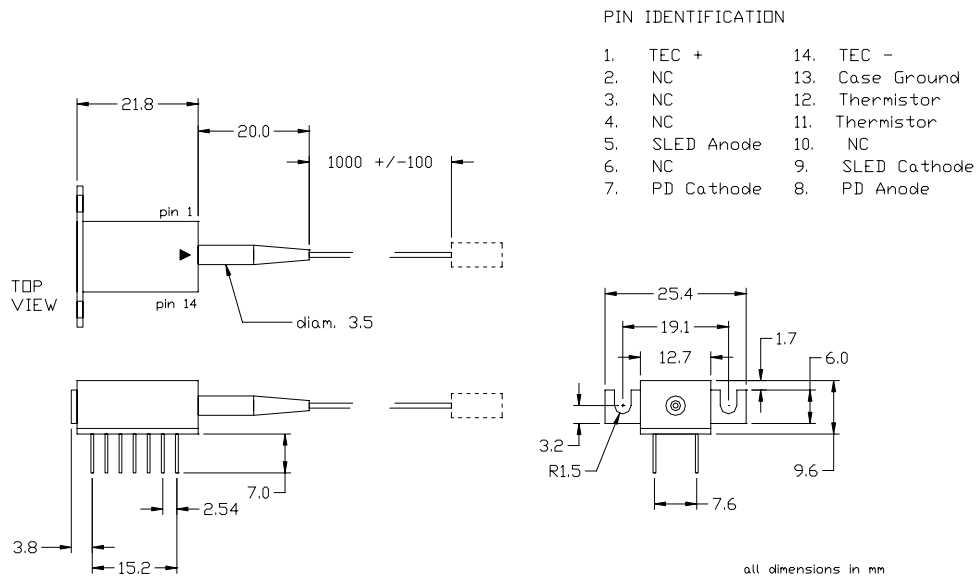 PIN IDENTIFICATION
1. TEC + 14. TEC -
2. NC 13. Case Ground
3. NC 12. Thermistor
4. NC 11. Thermistor
5. SLED Anode 10. NC
6. NC 9. SLED Cathode
7. PD Cathode 8. PD Anode
21.8
20.0
1000 +/-100
pin 1
TOP
VIEW
pin 14
diam. 3.5
25.4
19.1
12.7
1.7
6.0
3.2
R1.5
9.6
7.6
7.0
2.54
3.8
15.2
all dimensions in mm